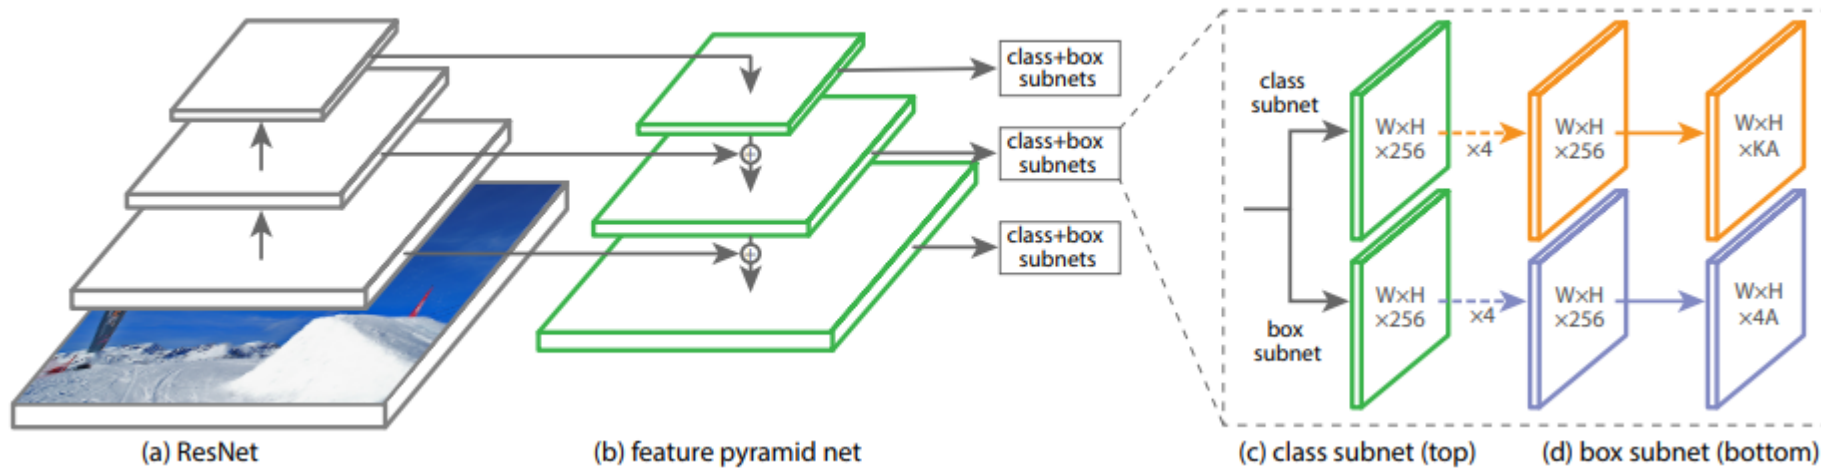 class+box
subnets
class+box
subnets
class+box
subnets
class
subnet
W×H
×256
×4
W×H
×256
W×H
×KA
box
subnet
W×H
×256
×4
W×H
×256
W×H
×4A
(a) ResNet
(b) feature pyramid net
(c) class subnet (top)
(d) box subnet (bottom)